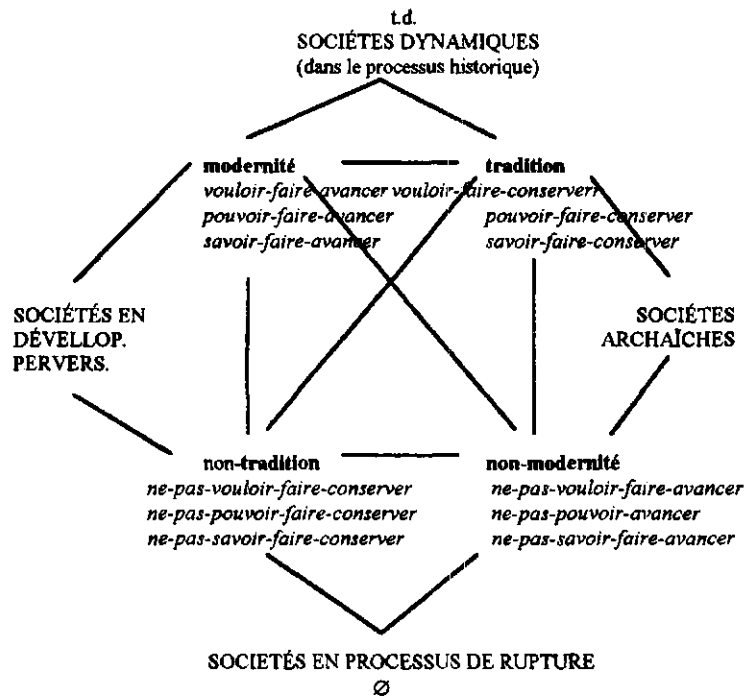 t.d.
SOCIÉTES DYNAMIQUES
(dans le processus historique)
modernité tradition
vouloir-faire-avancer vouloir-faire-conserverr
pouvoir-faire-avancer pouvoir-faire-conserver
savoir-faire-avancer savoir-faire-conserver
SOCIÉTÉS EN
DÉVELLOP.
PERVERS.
SOCIÉTES
ARCHAÏCHES
non-tradition non-modernité
ne-pas-vouloir-faire-conserver ne-pas-vouloir-faire-avancer
ne-pas-pouvoir-faire-conserver ne-pas-pouvoir-avancer
ne-pas-savoir-faire-conserver ne-pas-savoir-faire-avancer
SOCIETÉS EN PROCESSUS DE RUPTURE
∅